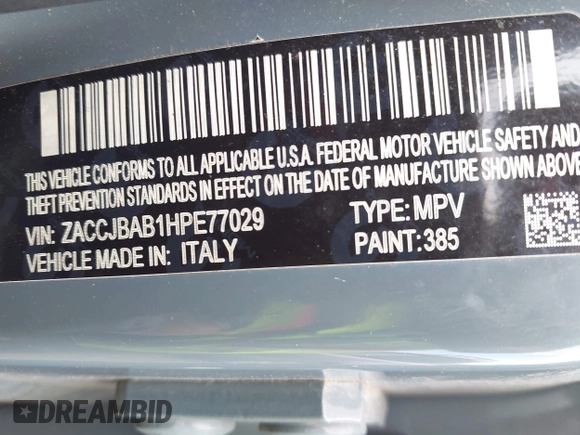 THIS VEHICLE CONFORMS TO ALL APPLICABLE U.S.A. FEDERAL MOTOR VEHICLE SAFETY AND
THEFT PREVENTION STANDARDS IN EFFECT ON THE DATE OF MANUFACTURE SHOWN ABOVE
VIN: ZACCJBAB1HPE77029 TYPE: MPV
VEHICLE MADE IN: ITALY PAINT: 385
DREAMBID